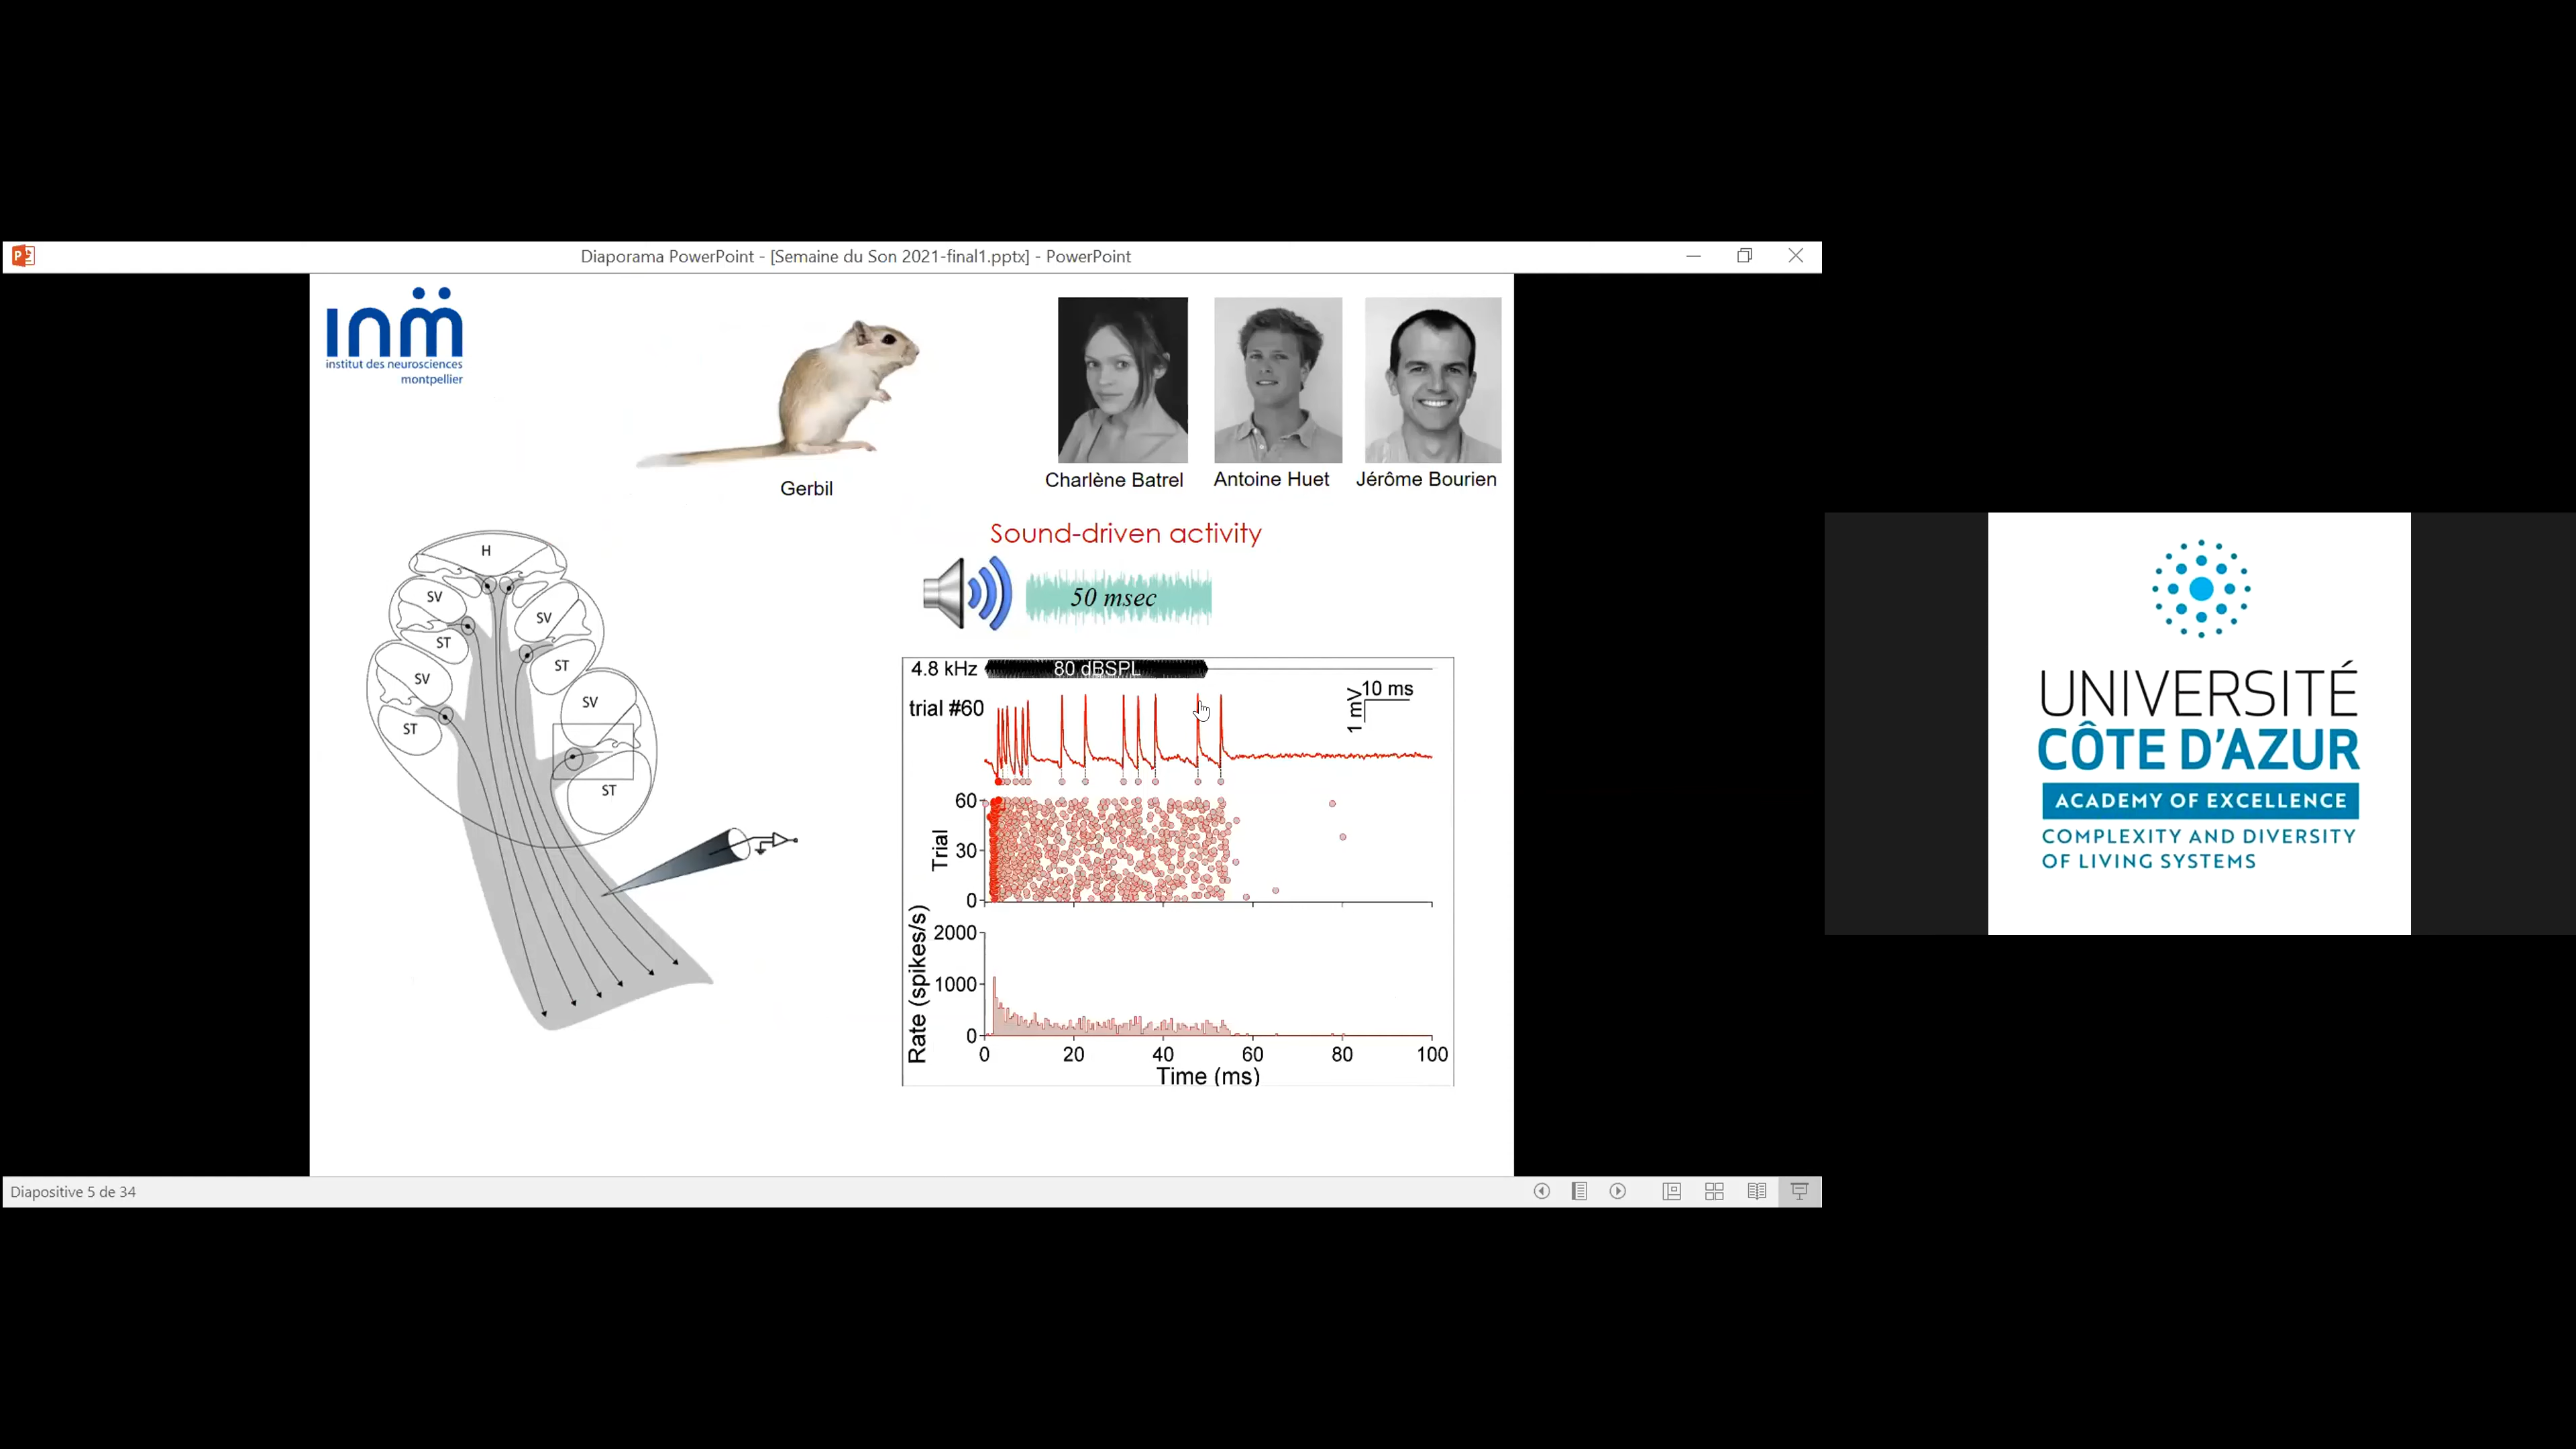 Diaporama PowerPoint - [Semaine du Son 2021-final1.pptx] - PowerPoint
inm
institut des neurosciences
montpellier
Gerbil
Charlène Batrel
Antoine Huet
Jérôme Bourien
H
SV
SV
ST
ST
SV
SV
ST
ST
Sound-driven activity
50 msec
4.8 kHz
80 dBSPL
trial #60
10 ms
1 mV
60
30
0
Trial
2000
1000
0
Rate (spikes/s)
0 20 40 60 80 100
Time (ms)
UNIVERSITÉ
CÔTE D'AZUR
ACADEMY OF EXCELLENCE
COMPLEXITY AND DIVERSITY
OF LIVING SYSTEMS
Diapositive 5 de 34